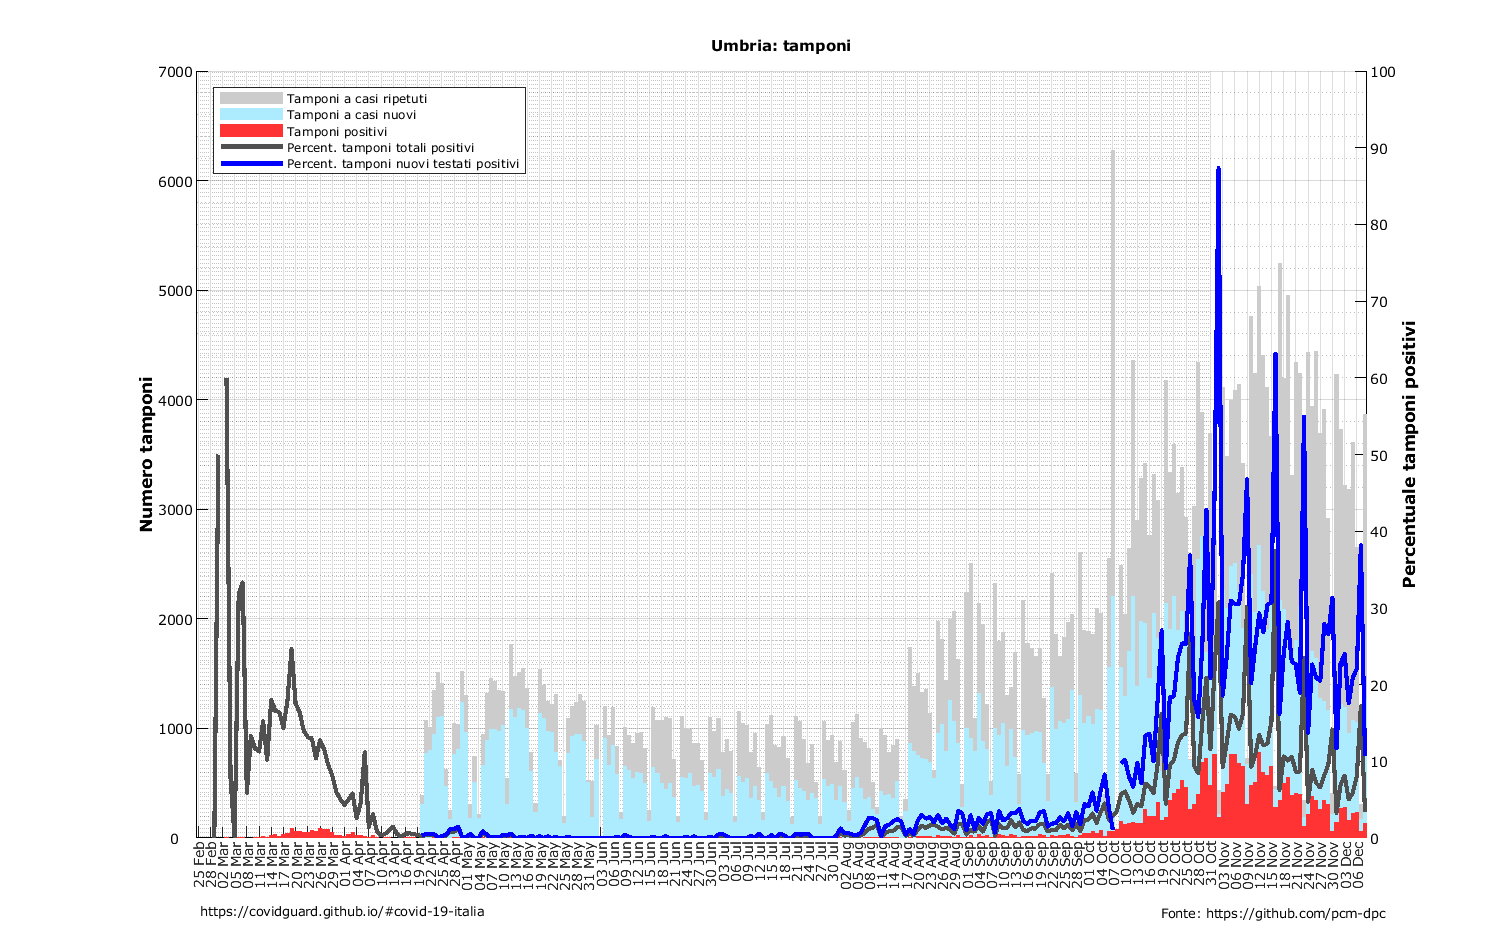 Umbria: tamponi
Tamponi a casi ripetuti
Tamponi a casi nuovi
Tamponi positivi
Percent. tamponi totali positivi
Percent. tamponi nuovi testati positivi
Numero tamponi
7000
6000
5000
4000
3000
2000
1000
0
Percentuale tamponi positivi
100
90
80
70
60
50
40
30
20
10
0
25 Feb
28 Feb
02 Mar
05 Mar
08 Mar
11 Mar
14 Mar
17 Mar
20 Mar
23 Mar
26 Mar
29 Mar
01 Apr
04 Apr
07 Apr
10 Apr
13 Apr
16 Apr
19 Apr
22 Apr
25 Apr
28 Apr
01 May
04 May
07 May
10 May
13 May
16 May
19 May
22 May
25 May
28 May
31 May
03 Jun
06 Jun
09 Jun
12 Jun
15 Jun
18 Jun
21 Jun
24 Jun
27 Jun
30 Jun
03 Jul
06 Jul
09 Jul
12 Jul
15 Jul
18 Jul
21 Jul
24 Jul
27 Jul
30 Jul
02 Aug
05 Aug
08 Aug
11 Aug
14 Aug
17 Aug
20 Aug
23 Aug
26 Aug
29 Aug
01 Sep
04 Sep
07 Sep
10 Sep
13 Sep
16 Sep
19 Sep
22 Sep
25 Sep
28 Sep
01 Oct
04 Oct
07 Oct
10 Oct
13 Oct
16 Oct
19 Oct
22 Oct
25 Oct
28 Oct
31 Oct
03 Nov
06 Nov
09 Nov
12 Nov
15 Nov
18 Nov
21 Nov
24 Nov
27 Nov
30 Nov
03 Dec
06 Dec
https://covidguard.github.io/#covid-19-italia
Fonte: https://github.com/pcm-dpc